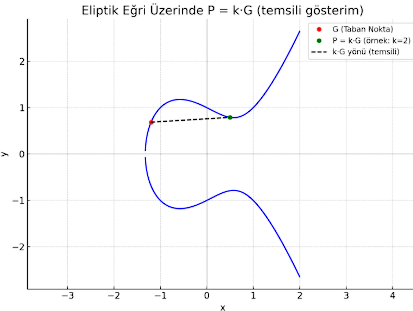 Eliptik Eğri Üzerinde P = k·G (temsili gösterim)
G (Taban Nokta)
P = k·G (örnek: k=2)
k·G yönü (temsili)
2
1
0
−1
−2
y
−3 −2 −1 0 1 2 3 4
x